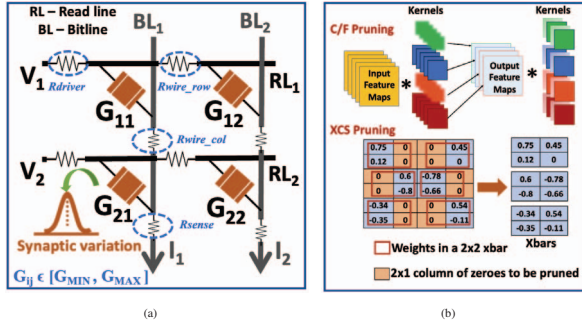 RL – Read line
BL – Bitline
BL1
BL2
V1
Rdriver
Rwire_row
RL1
G11
G12
Rwire_col
V2
RL2
G21
G22
Rsense
Synaptic variation
I1
I2
Gij ϵ [GMIN, GMAX]
(a)
Kernels
Kernels
C/F Pruning
Input
Feature
Maps
*
Output
Feature
Maps
*
XCS Pruning
0.75 0 0 0.45
0.12 0 0 0
0 0.6 -0.78 0
0 -0.8 -0.66 0
-0.34 0 0 0.54
-0.35 0 0 -0.11
0.75 0.45
0.12 0
0.6 -0.78
-0.8 -0.66
-0.34 0.54
-0.35 -0.11
Xbars
Weights in a 2x2 xbar
2x1 column of zeroes to be pruned
(b)